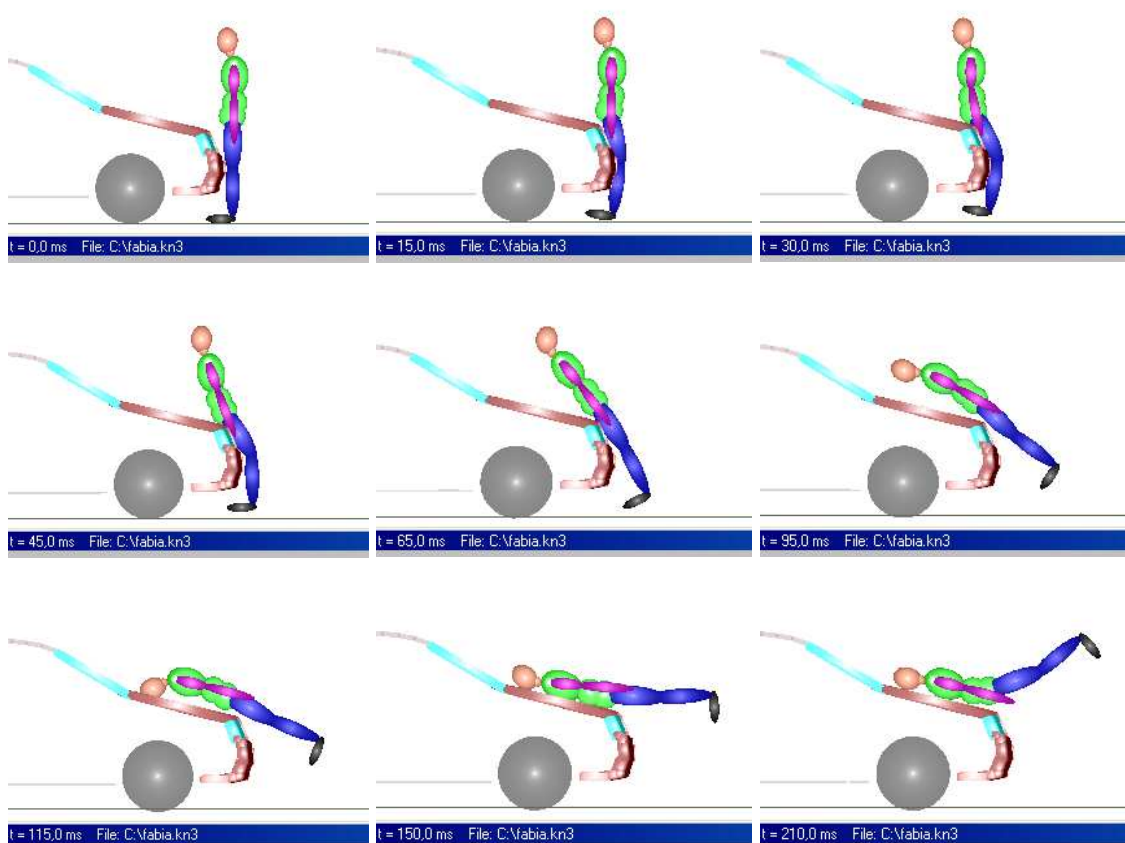 t = 0,0 ms File: C:\fabia.kn3
t = 15,0 ms File: C:\fabia.kn3
t = 30,0 ms File: C:\fabia.kn3
t = 45,0 ms File: C:\fabia.kn3
t = 65,0 ms File: C:\fabia.kn3
t = 95,0 ms File: C:\fabia.kn3
t = 115,0 ms File: C:\fabia.kn3
t = 150,0 ms File: C:\fabia.kn3
t = 210,0 ms File: C:\fabia.kn3